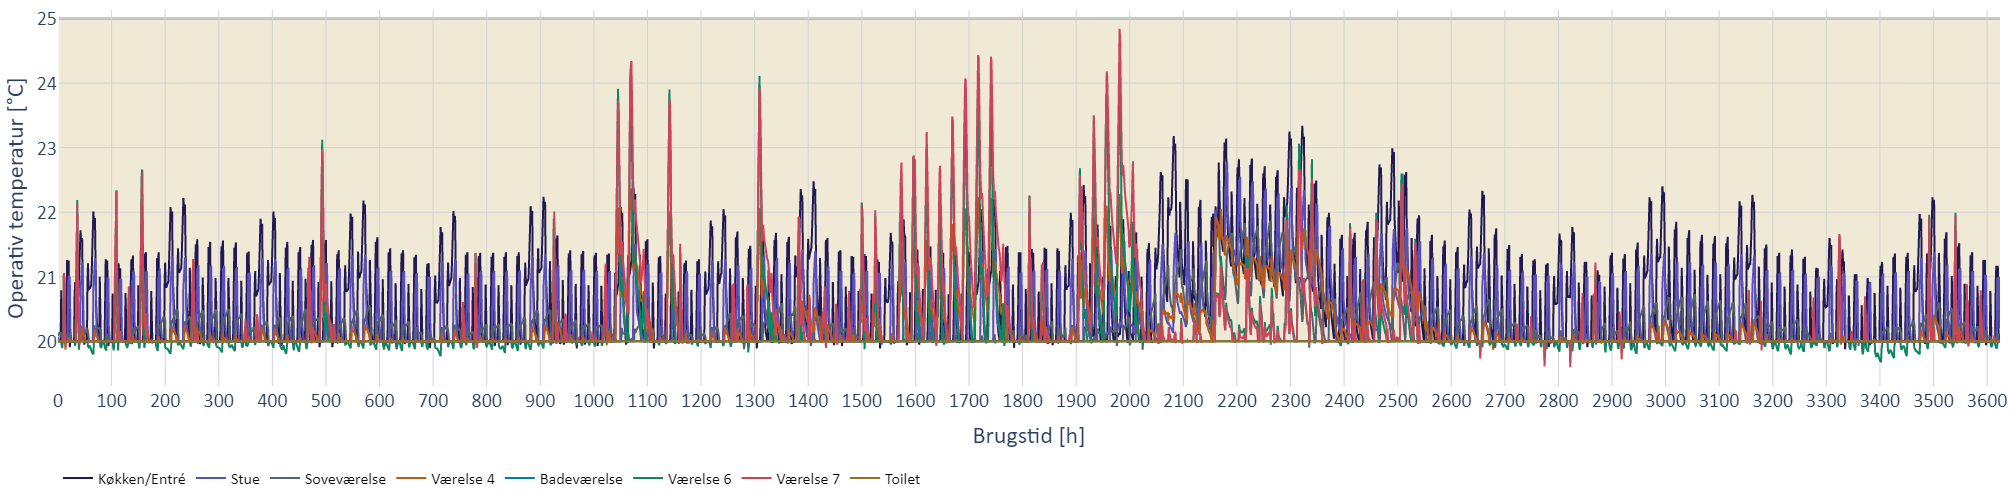 Operativ temperatur [°C]
25
24
23
22
21
20
0 100 200 300 400 500 600 700 800 900 1000 1100 1200 1300 1400 1500 1600 1700 1800 1900 2000 2100 2200 2300 2400 2500 2600 2700 2800 2900 3000 3100 3200 3300 3400 3500 3600
Brugstid [h]
Køkken/Entré Stue Soveværelse Værelse 4 Badeværelse Værelse 6 Værelse 7 Toilet